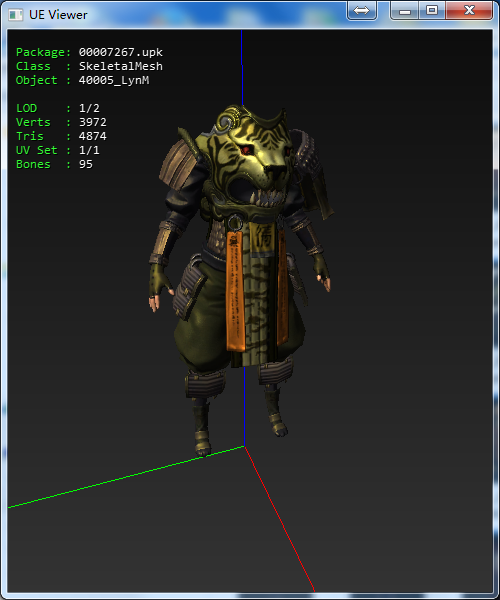 UE Viewer
Package: 00007267.upk
Class : SkeletalMesh
Object : 40005_LynM
LOD : 1/2
Verts : 3972
Tris : 4874
UV Set : 1/1
Bones : 95